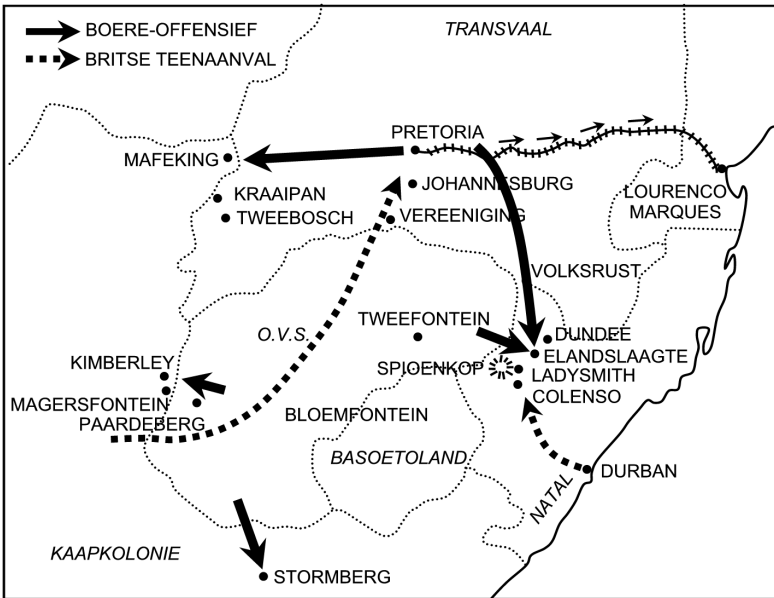 BOERE-OFFENSIEF
BRITSE TEENAANVAL
TRANSVAAL
PRETORIA
MAFEKING
JOHANNESBURG
LOURENCO
MARQUES
KRAAIPAN
TWEEBOSCH
VEREENIGING
VOLKSRUST
O.V.S.
TWEEFONTEIN
DUNDEE
ELANDSLAAGTE
KIMBERLEY
SPIOENKOP
LADYSMITH
COLENSO
MAGERSFONTEIN
PAARDEBERG
BLOEMFONTEIN
BASOETOLAND
DURBAN
NATAL
KAAPKOLONIE
STORMBERG